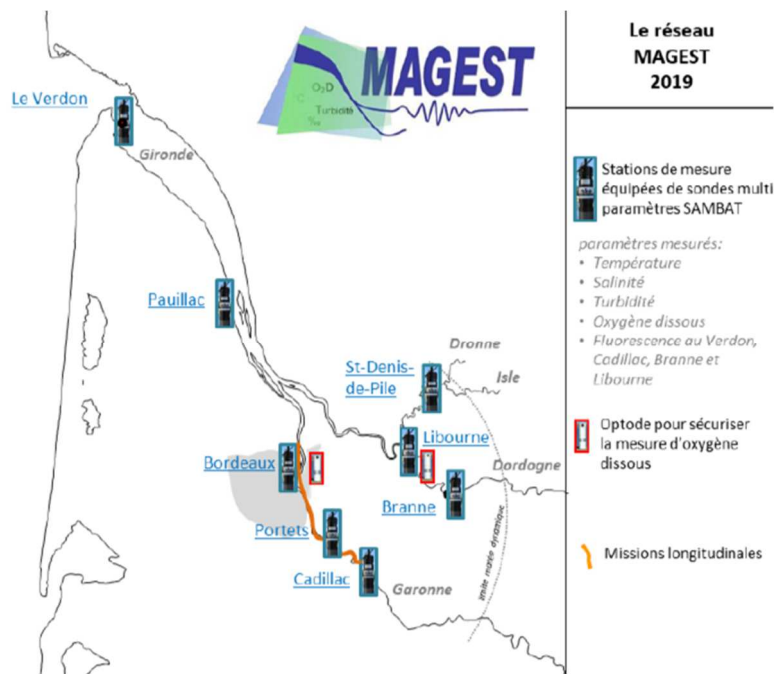 Le réseau
MAGEST
2019
MAGEST
O₂D
C
Turbicité
‰
Le Verdon
Gironde
Pauillac
St-Denis-
de-Pile
Dronne
Isle
Libourne
Bordeaux
Dordogne
Branne
Portets
Cadillac
Garonne
limite marée dynamique
Stations de mesure
équipées de sondes multi
paramètres SAMBAT
paramètres mesurés:
• Température
• Salinité
• Turbidité
• Oxygène dissous
• Fluorescence au Verdon,
Cadillac, Branne et
Libourne
Optode pour sécuriser
la mesure d'oxygène
dissous
Missions longitudinales